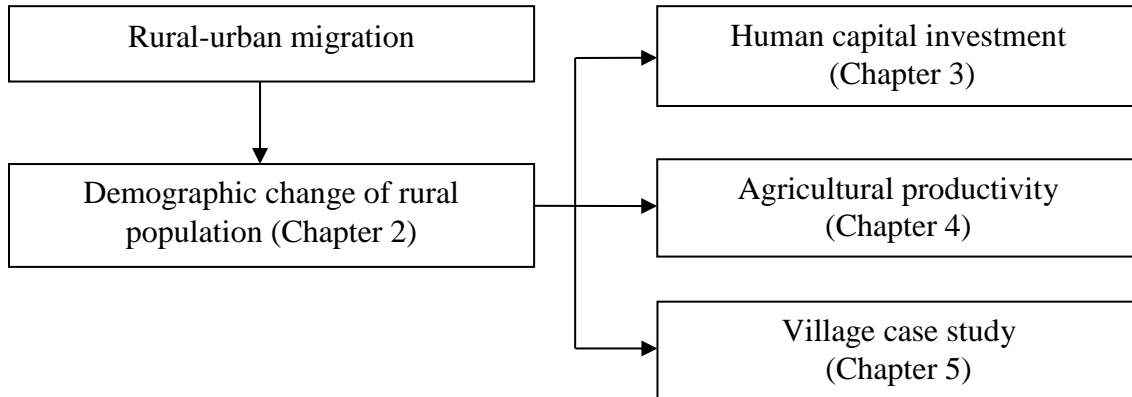 Rural-urban migration
Demographic change of rural
population (Chapter 2)
Human capital investment
(Chapter 3)
Agricultural productivity
(Chapter 4)
Village case study
(Chapter 5)